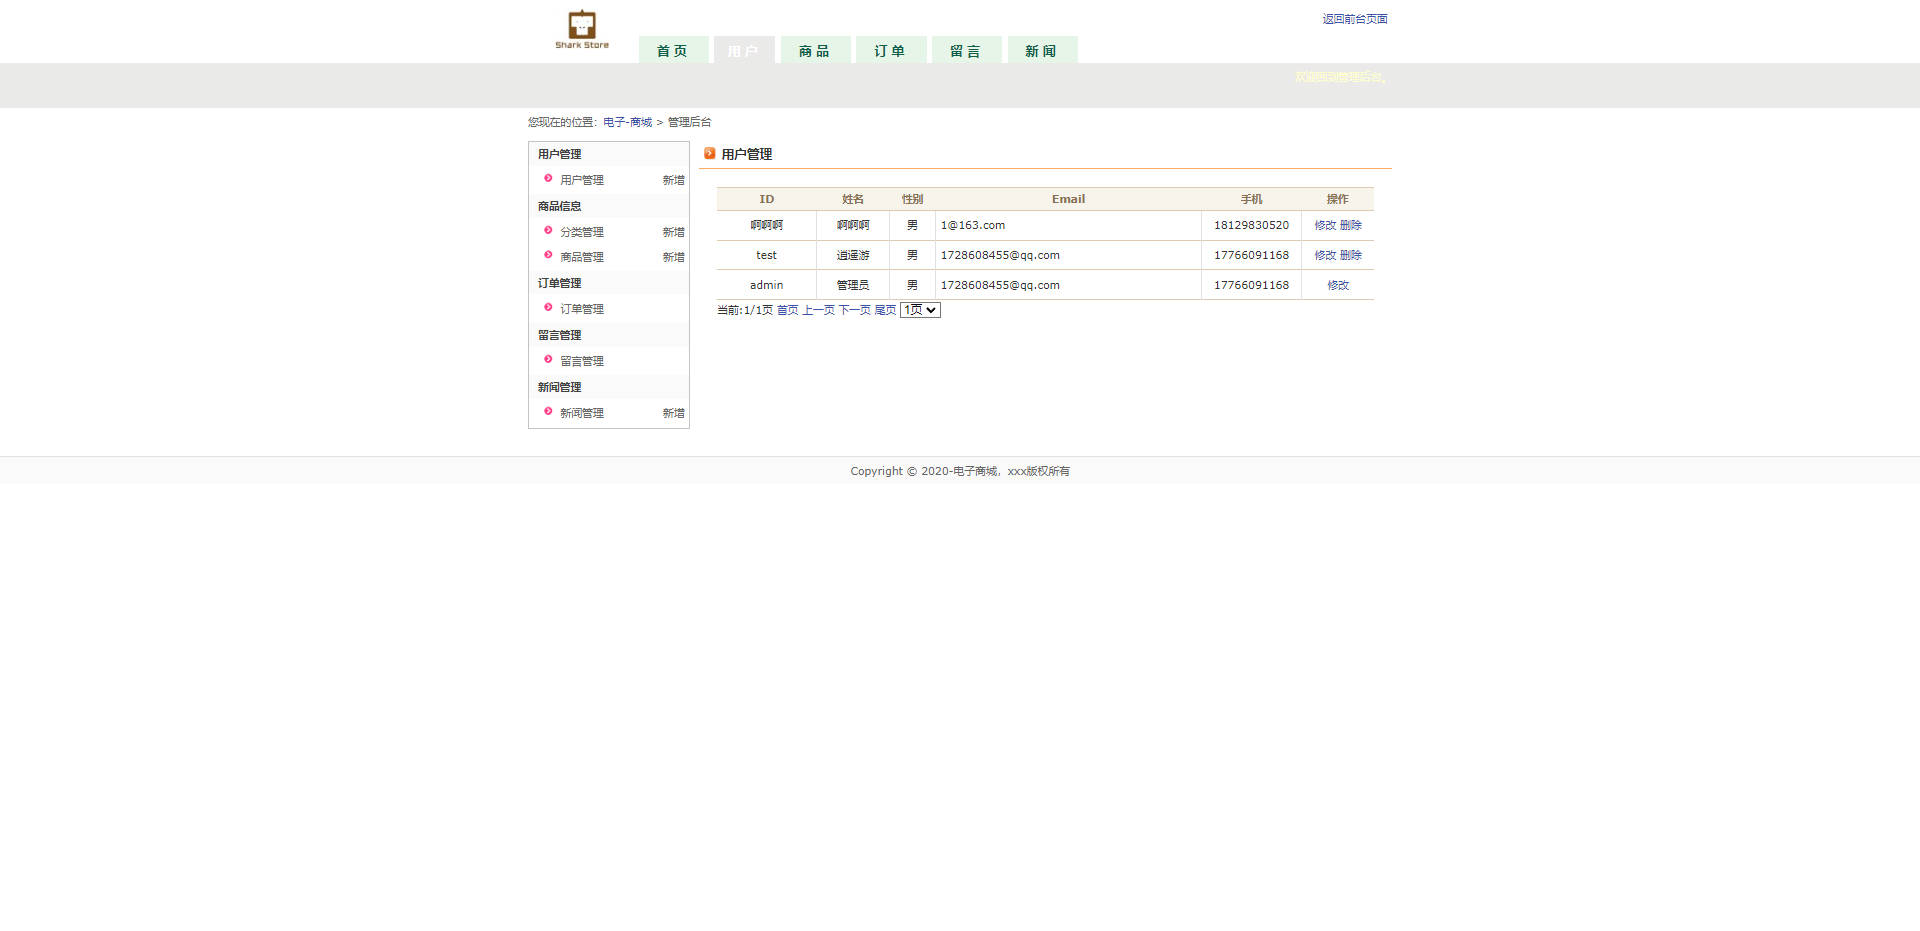 Shark Store
返回前台页面
首 页 用 户 商 品 订 单 留 言 新 闻
欢迎回到管理后台。
您现在的位置：电子-商城 > 管理后台
用户管理
用户管理 新增
商品信息
分类管理 新增
商品管理 新增
订单管理
订单管理
留言管理
留言管理
新闻管理
新闻管理 新增
用户管理
ID 姓名 性别 Email 手机 操作
啊啊啊 啊啊啊 男 1@163.com 18129830520 修改 删除
test 逍遥游 男 1728608455@qq.com 17766091168 修改 删除
admin 管理员 男 1728608455@qq.com 17766091168 修改
当前:1/1页 首页 上一页 下一页 尾页 1页
Copyright © 2020-电子商城，xxx版权所有